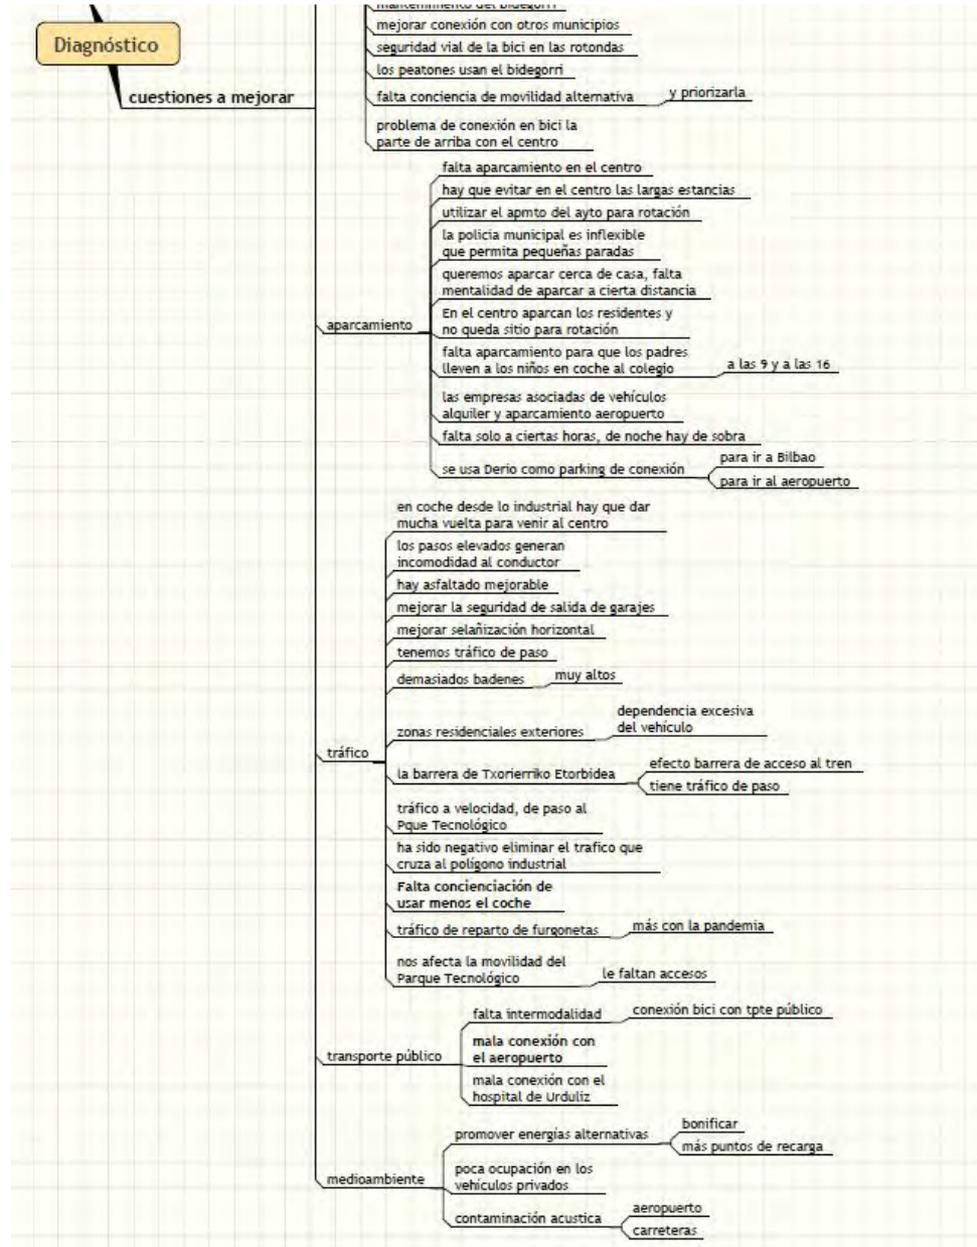 mantenimiento del bidegorri
mejorar conexión con otros municipios
Diagnóstico
seguridad vial de la bici en las rotondas
los peatones usan el bidegorri
cuestiones a mejorar
falta conciencia de movilidad alternativa
y priorizarla
problema de conexión en bici la
parte de arriba con el centro
falta aparcamiento en el centro
hay que evitar en el centro las largas estancias
utilizar el apmto del ayto para rotación
la policia municipal es inflexible
que permita pequeñas paradas
queremos aparcar cerca de casa, falta
mentalidad de aparcar a cierta distancia
En el centro aparcan los residentes y
no queda sitio para rotación
aparcamiento
falta aparcamiento para que los padres
lleven a los niños en coche al colegio
a las 9 y a las 16
las empresas asociadas de vehículos
alquiler y aparcamiento aeropuerto
falta solo a ciertas horas, de noche hay de sobra
se usa Derio como parking de conexión
para ir a Bilbao
para ir al aeropuerto
en coche desde lo industrial hay que dar
mucha vuelta para venir al centro
los pasos elevados generan
incomodidad al conductor
hay asfaltado mejorable
mejorar la seguridad de salida de garajes
mejorar selañización horizontal
tenemos tráfico de paso
demasiados badenes
muy altos
zonas residenciales exteriores
dependencia excesiva
del vehículo
tráfico
la barrera de Txorierriko Etorbidea
efecto barrera de acceso al tren
tiene tráfico de paso
tráfico a velocidad, de paso al
Pque Tecnológico
ha sido negativo eliminar el trafico que
cruza al polígono industrial
Falta concienciación de
usar menos el coche
tráfico de reparto de furgonetas
más con la pandemia
nos afecta la movilidad del
Parque Tecnológico
le faltan accesos
falta intermodalidad
conexión bici con tpte público
transporte público
mala conexión con
el aeropuerto
mala conexión con el
hospital de Urduliz
promover energías alternativas
bonificar
más puntos de recarga
medioambiente
poca ocupación en los
vehículos privados
contaminación acustica
aeropuerto
carreteras